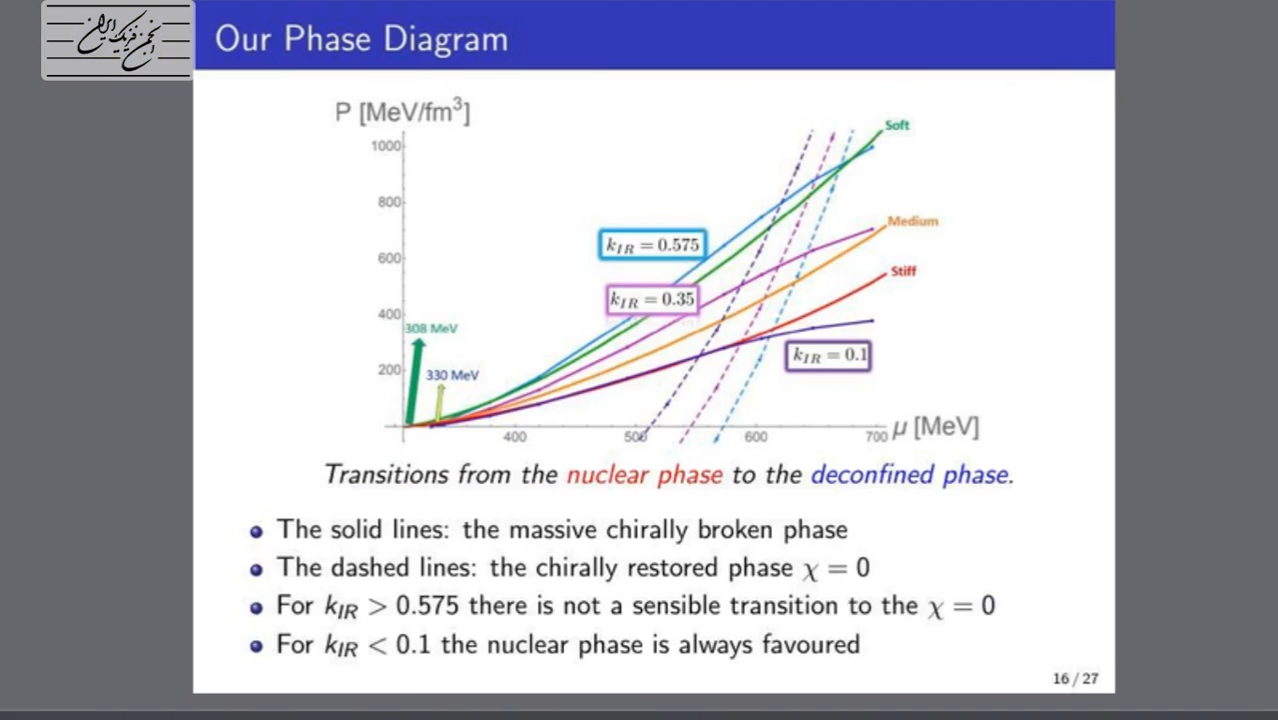 انجمن فیزیک ایران
Our Phase Diagram
P [MeV/fm³]
1000
800
600
400
200
Soft
Medium
Stiff
k_IR = 0.575
k_IR = 0.35
k_IR = 0.1
308 MeV
330 MeV
400
500
600
700
μ [MeV]
Transitions from the nuclear phase to the deconfined phase.
The solid lines: the massive chirally broken phase
The dashed lines: the chirally restored phase χ = 0
For k_IR > 0.575 there is not a sensible transition to the χ = 0
For k_IR < 0.1 the nuclear phase is always favoured
16 / 27